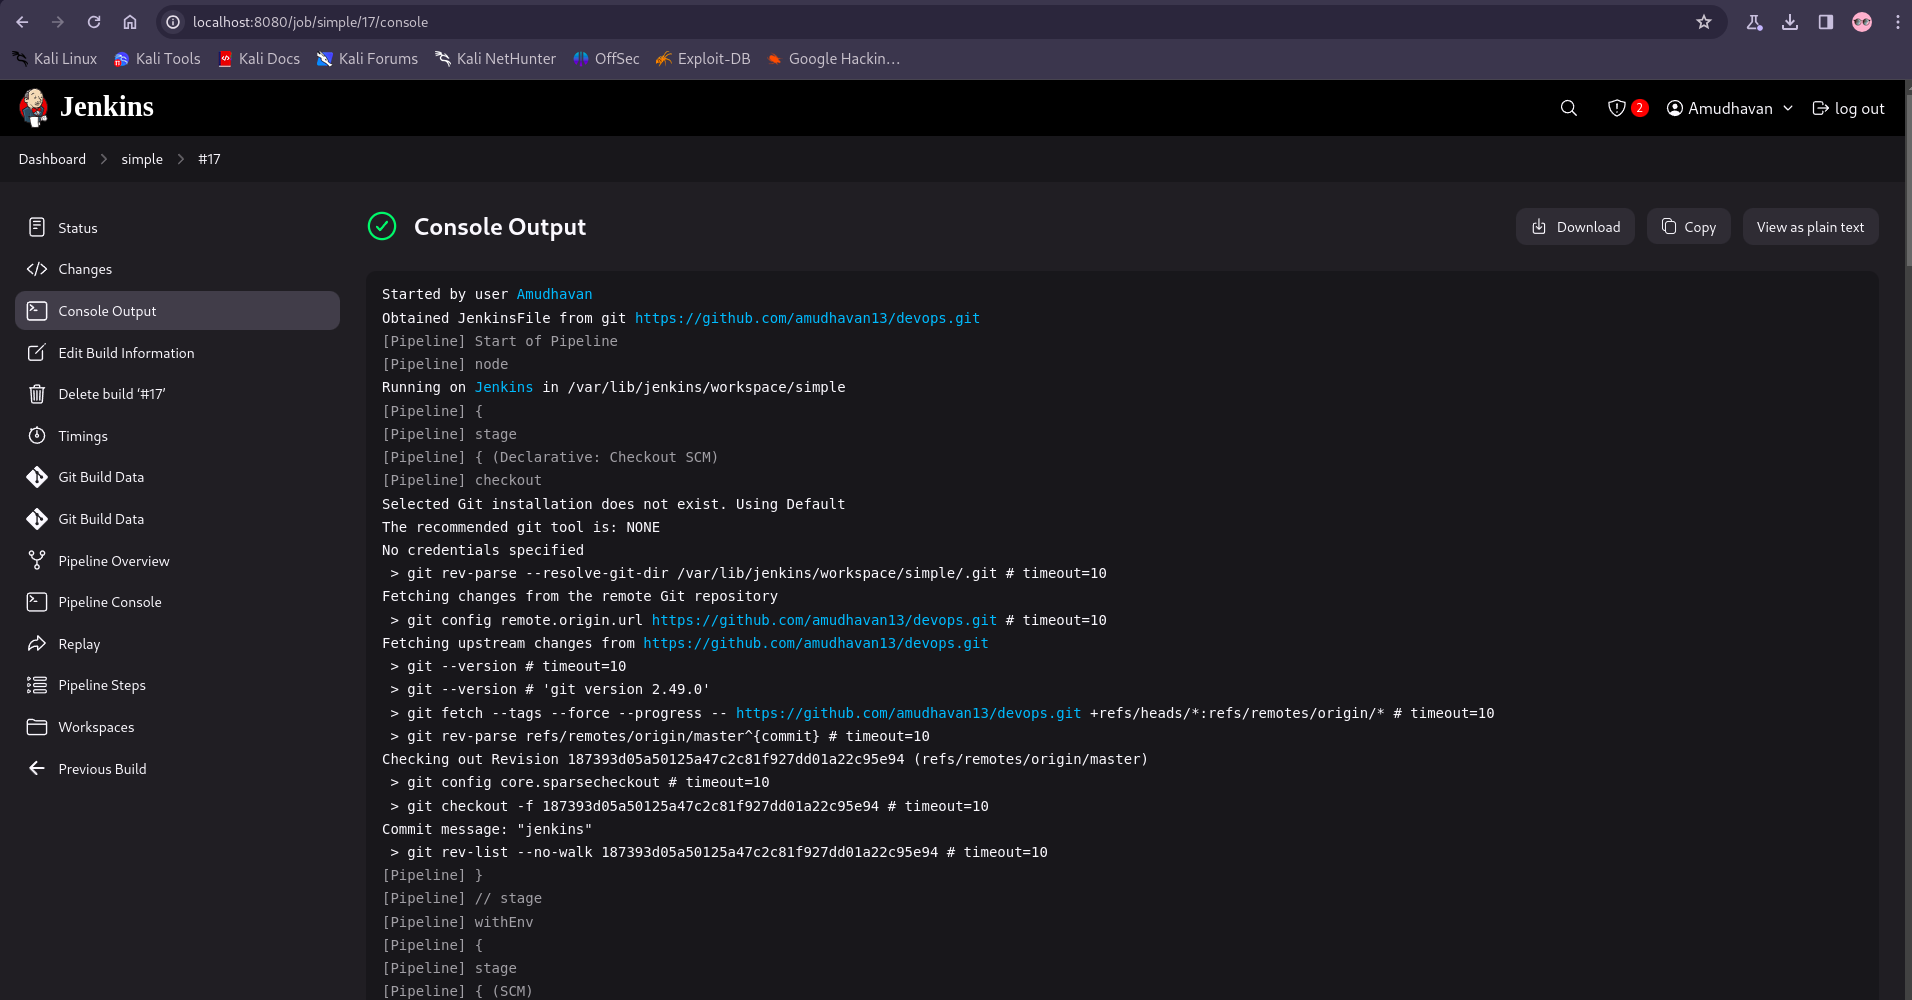 localhost:8080/job/simple/17/console
Kali Linux Kali Tools Kali Docs Kali Forums Kali NetHunter OffSec Exploit-DB Google Hackin…
Jenkins
2 Amudhavan log out
Dashboard simple #17
Status
Changes
Console Output
Edit Build Information
Delete build ‘#17’
Timings
Git Build Data
Git Build Data
Pipeline Overview
Pipeline Console
Replay
Pipeline Steps
Workspaces
Previous Build
Console Output
Download Copy View as plain text
Started by user Amudhavan
Obtained JenkinsFile from git https://github.com/amudhavan13/devops.git
[Pipeline] Start of Pipeline
[Pipeline] node
Running on Jenkins in /var/lib/jenkins/workspace/simple
[Pipeline] {
[Pipeline] stage
[Pipeline] { (Declarative: Checkout SCM)
[Pipeline] checkout
Selected Git installation does not exist. Using Default
The recommended git tool is: NONE
No credentials specified
 > git rev-parse --resolve-git-dir /var/lib/jenkins/workspace/simple/.git # timeout=10
Fetching changes from the remote Git repository
 > git config remote.origin.url https://github.com/amudhavan13/devops.git # timeout=10
Fetching upstream changes from https://github.com/amudhavan13/devops.git
 > git --version # timeout=10
 > git --version # 'git version 2.49.0'
 > git fetch --tags --force --progress -- https://github.com/amudhavan13/devops.git +refs/heads/*:refs/remotes/origin/* # timeout=10
 > git rev-parse refs/remotes/origin/master^{commit} # timeout=10
Checking out Revision 187393d05a50125a47c2c81f927dd01a22c95e94 (refs/remotes/origin/master)
 > git config core.sparsecheckout # timeout=10
 > git checkout -f 187393d05a50125a47c2c81f927dd01a22c95e94 # timeout=10
Commit message: "jenkins"
 > git rev-list --no-walk 187393d05a50125a47c2c81f927dd01a22c95e94 # timeout=10
[Pipeline] }
[Pipeline] // stage
[Pipeline] withEnv
[Pipeline] {
[Pipeline] stage
[Pipeline] { (SCM)